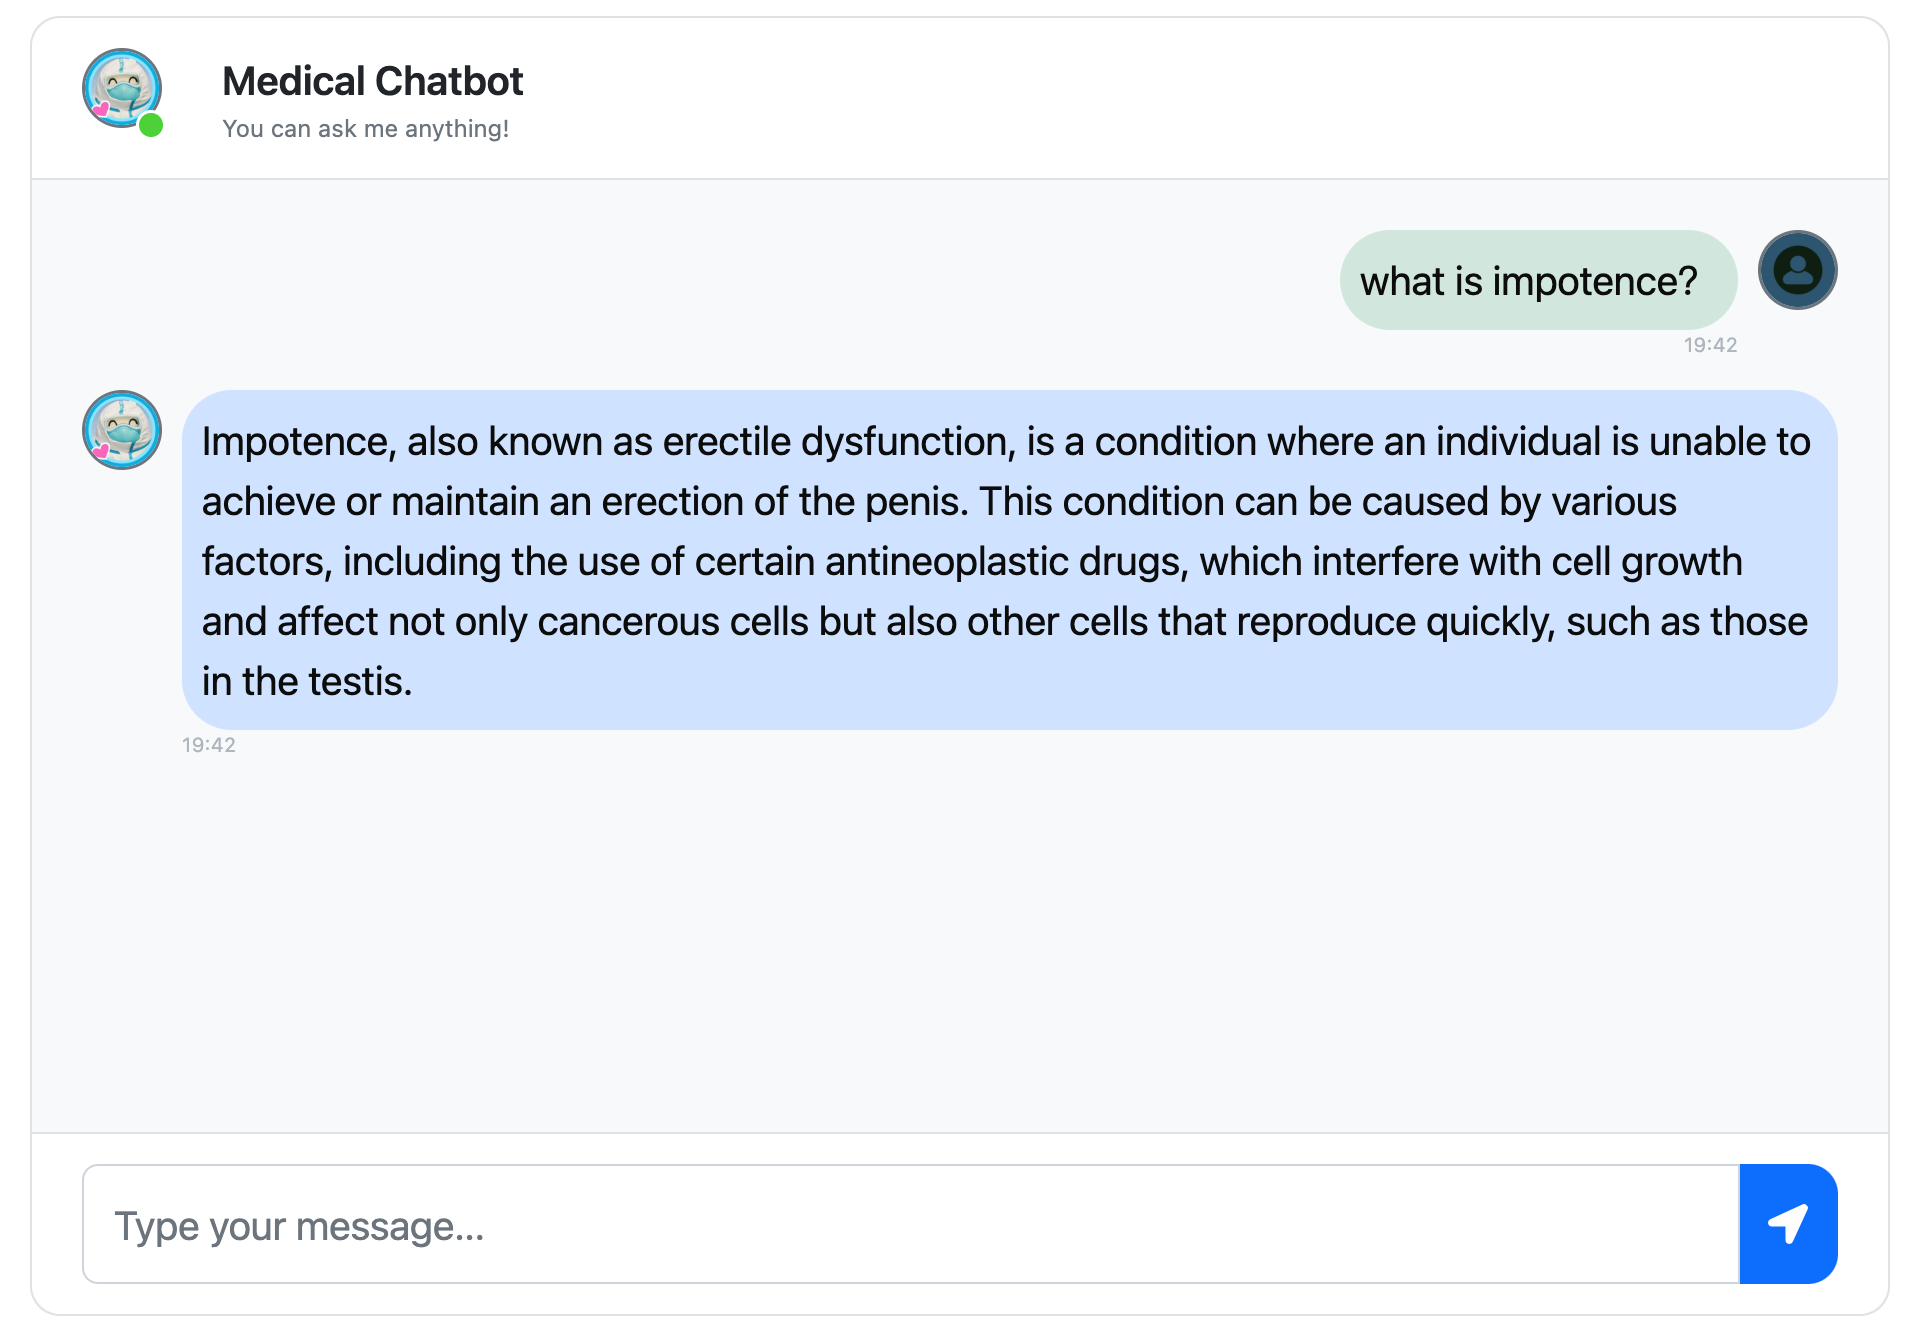 Medical Chatbot
You can ask me anything!
what is impotence?
19:42
Impotence, also known as erectile dysfunction, is a condition where an individual is unable to
achieve or maintain an erection of the penis. This condition can be caused by various
factors, including the use of certain antineoplastic drugs, which interfere with cell growth
and affect not only cancerous cells but also other cells that reproduce quickly, such as those
in the testis.
19:42
Type your message...